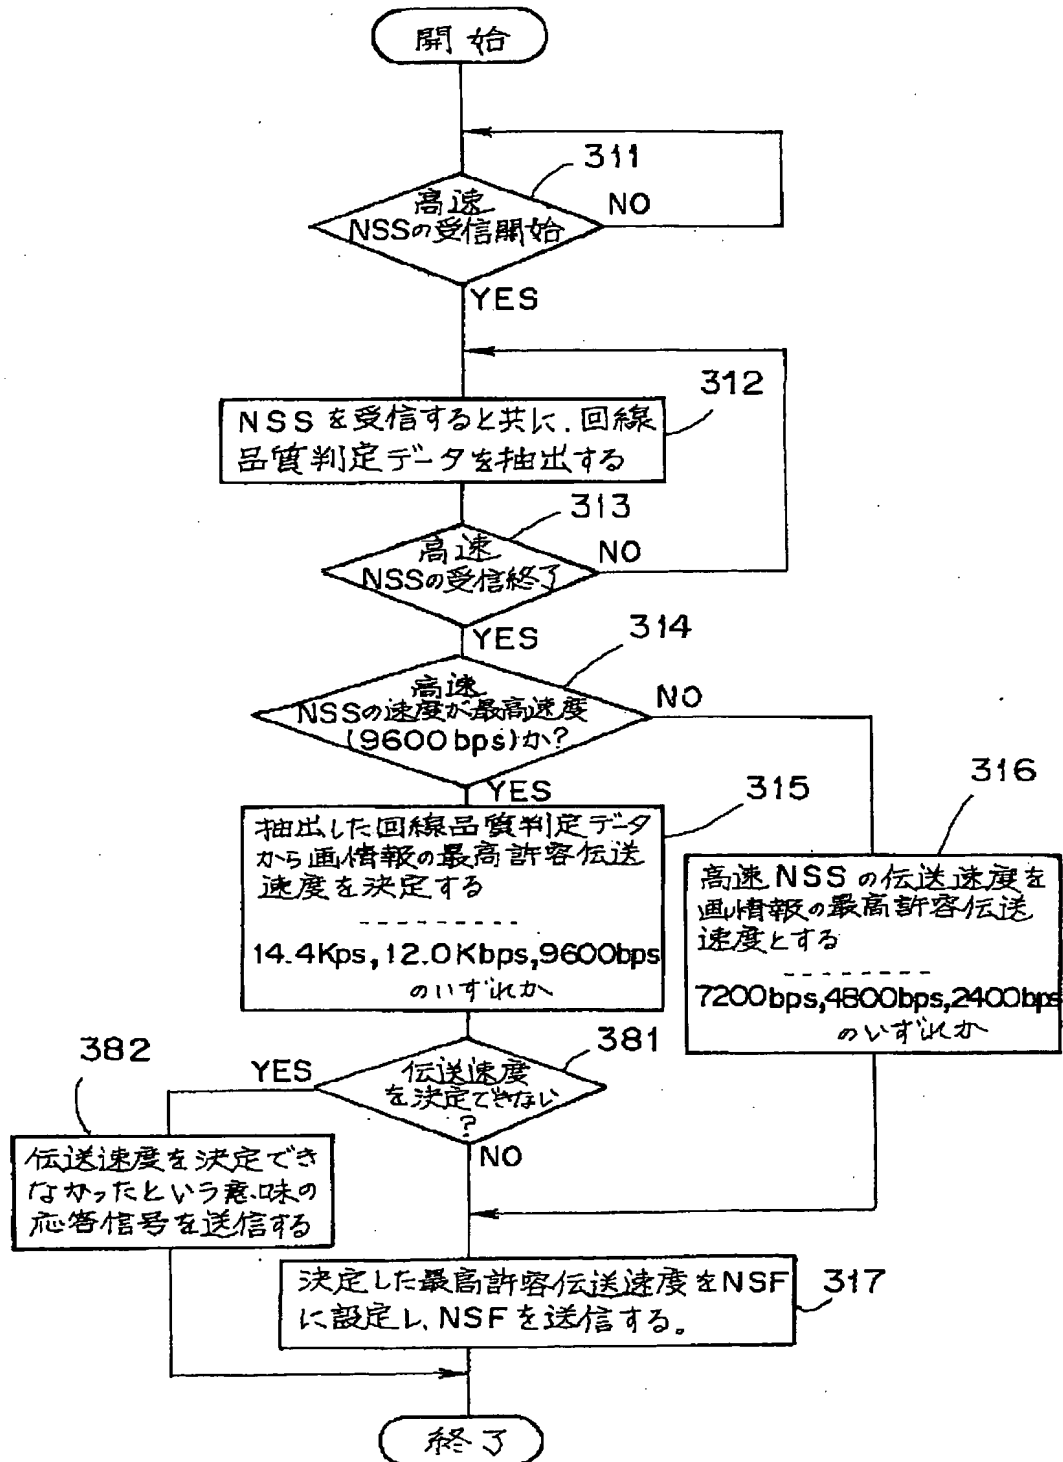 開始
311
高速
NSSの受信開始
NO
YES
312
NSSを受信すると共に、回線
品質判定データを抽出する
313
高速
NSSの受信終了
NO
YES
314
高速
NSSの速度が最高速度
(9600bps)か?
NO
YES
315
抽出した回線品質判定データ
から画情報の最高許容伝送
速度を決定する
14.4Kps,12.0Kbps,9600bps
のいずれか
316
高速NSSの伝送速度を
画情報の最高許容伝送
速度とする
7200bps,4800bps,2400bps
のいずれか
381
伝送速度
を決定できない
?
YES
NO
382
伝送速度を決定でき
なかったという意味の
応答信号を送信する
決定した最高許容伝送速度をNSF
に設定し、NSFを送信する。
317
終了